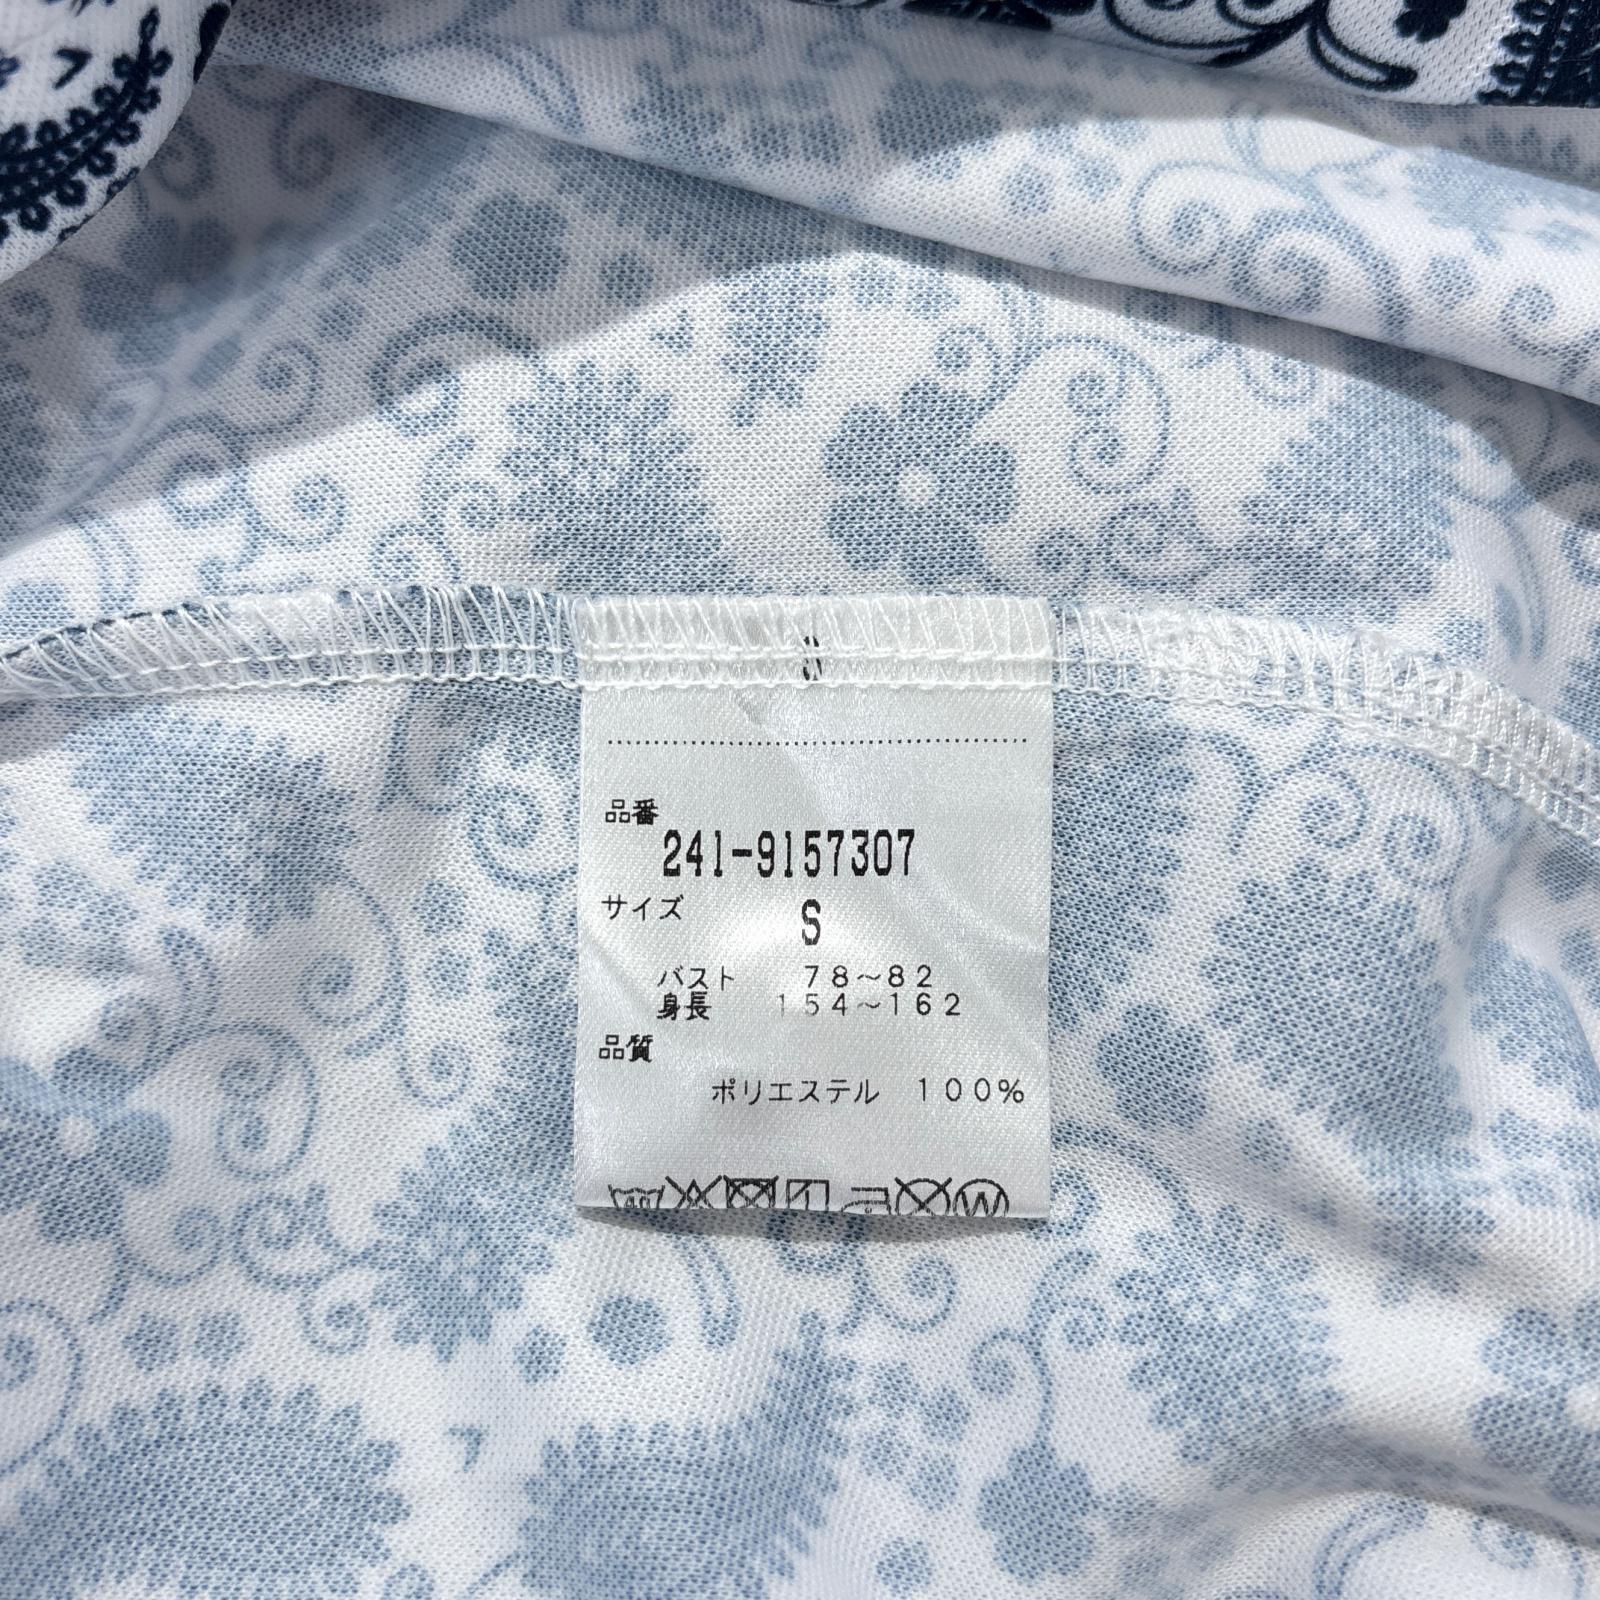 品番
241-9157307
サイズ S
バスト 78~82
身長 154~162
品質
ポリエステル 100%
40 W